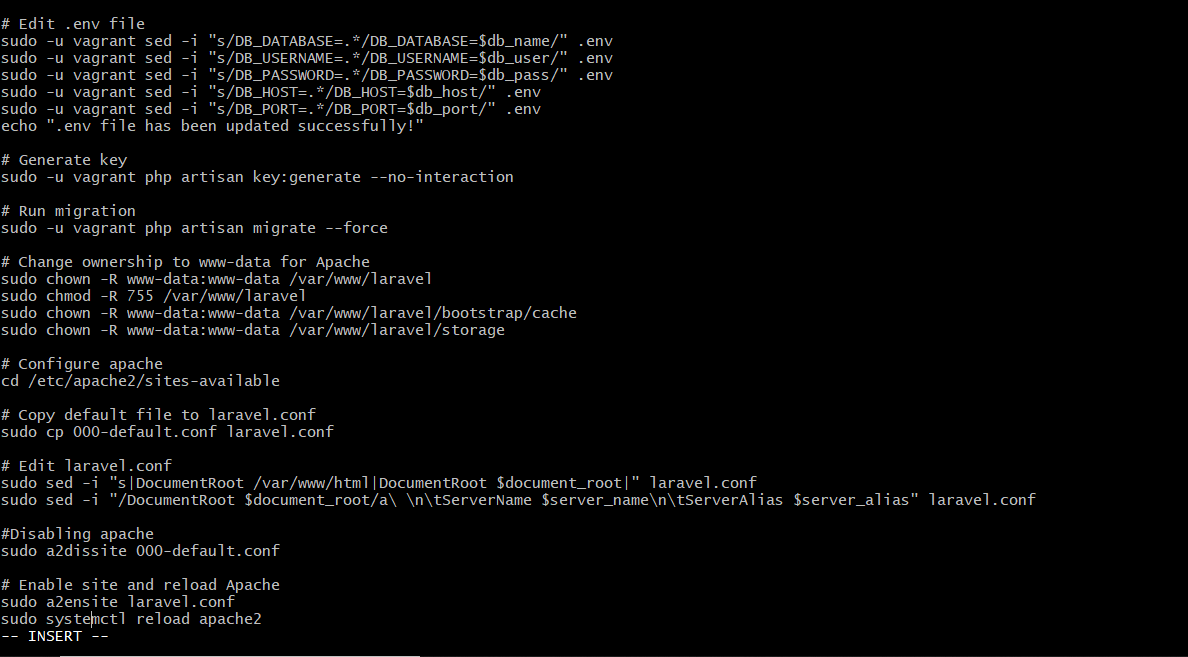 # Edit .env file
sudo -u vagrant sed -i "s/DB_DATABASE=.*/DB_DATABASE=$db_name/" .env
sudo -u vagrant sed -i "s/DB_USERNAME=.*/DB_USERNAME=$db_user/" .env
sudo -u vagrant sed -i "s/DB_PASSWORD=.*/DB_PASSWORD=$db_pass/" .env
sudo -u vagrant sed -i "s/DB_HOST=.*/DB_HOST=$db_host/" .env
sudo -u vagrant sed -i "s/DB_PORT=.*/DB_PORT=$db_port/" .env
echo ".env file has been updated successfully!"

# Generate key
sudo -u vagrant php artisan key:generate --no-interaction

# Run migration
sudo -u vagrant php artisan migrate --force

# Change ownership to www-data for Apache
sudo chown -R www-data:www-data /var/www/laravel
sudo chmod -R 755 /var/www/laravel
sudo chown -R www-data:www-data /var/www/laravel/bootstrap/cache
sudo chown -R www-data:www-data /var/www/laravel/storage

# Configure apache
cd /etc/apache2/sites-available

# Copy default file to laravel.conf
sudo cp 000-default.conf laravel.conf

# Edit laravel.conf
sudo sed -i "s|DocumentRoot /var/www/html|DocumentRoot $document_root|" laravel.conf
sudo sed -i "/DocumentRoot $document_root/a\ \n\tServerName $server_name\n\tServerAlias $server_alias" laravel.conf

#Disabling apache
sudo a2dissite 000-default.conf

# Enable site and reload Apache
sudo a2ensite laravel.conf
sudo systemctl reload apache2
-- INSERT --